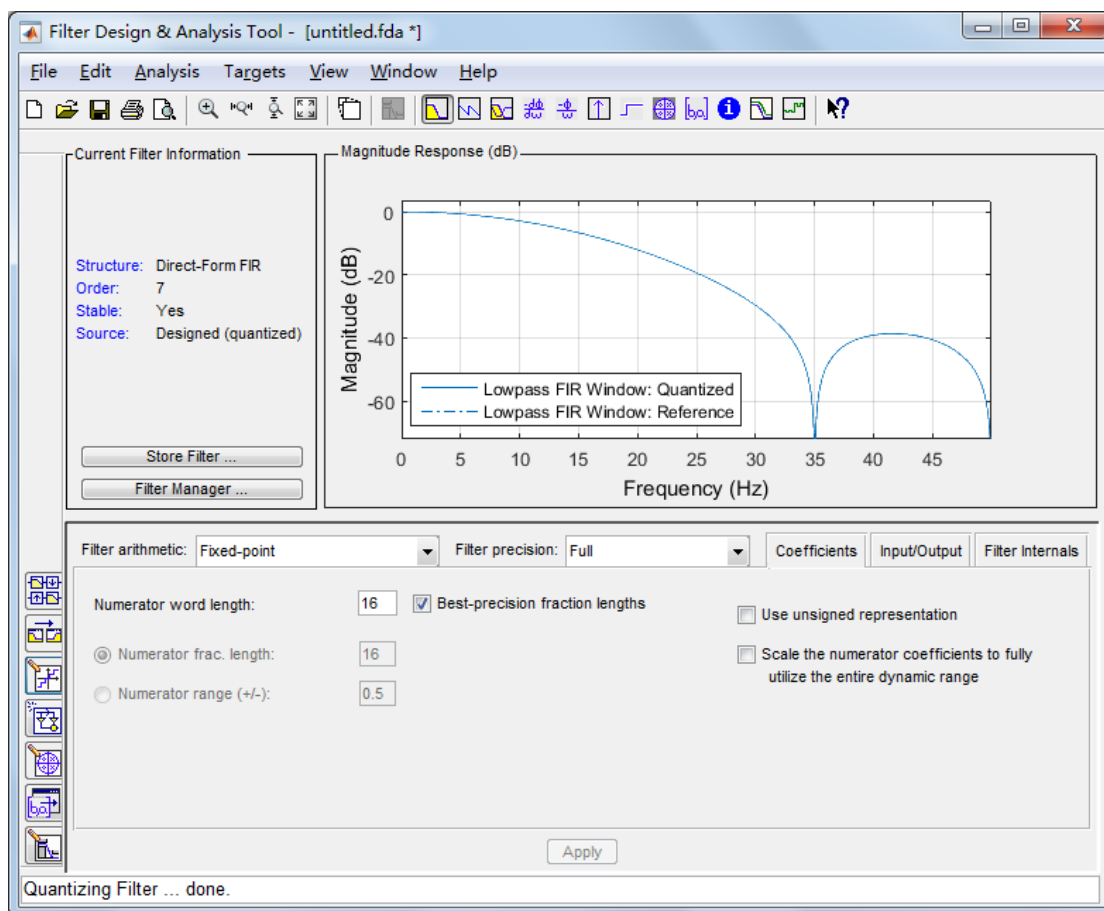 Filter Design & Analysis Tool - [untitled.fda *]
File Edit Analysis Targets View Window Help
Current Filter Information
Structure: Direct-Form FIR
Order: 7
Stable: Yes
Source: Designed (quantized)
Store Filter ...
Filter Manager ...
Magnitude Response (dB)
Magnitude (dB)
0
-20
-40
-60
Lowpass FIR Window: Quantized
Lowpass FIR Window: Reference
0 5 10 15 20 25 30 35 40 45
Frequency (Hz)
Filter arithmetic: Fixed-point Filter precision: Full Coefficients Input/Output Filter Internals
Numerator word length: 16 Best-precision fraction lengths
Numerator frac. length: 16
Numerator range (+/-): 0.5
Use unsigned representation
Scale the numerator coefficients to fully
utilize the entire dynamic range
Apply
Quantizing Filter ... done.